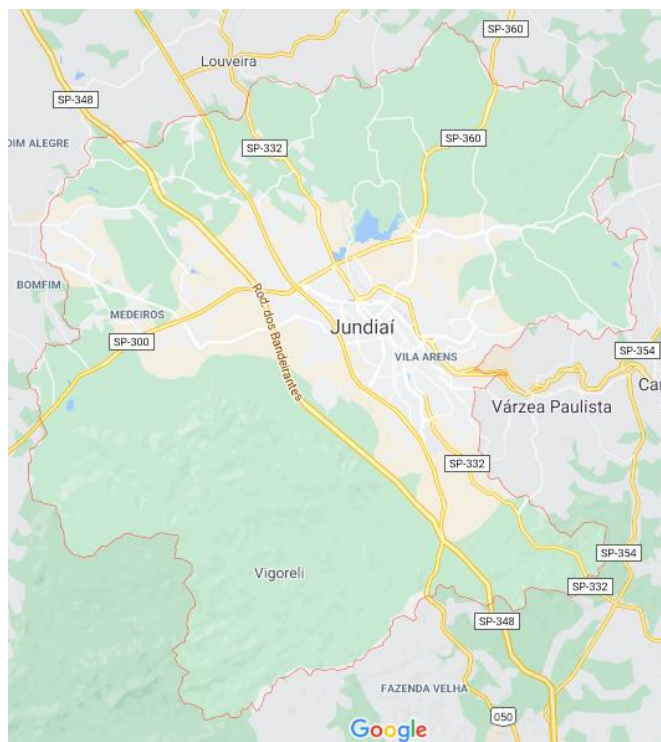 SP-360
Louveira
SP-348
SP-332
SP-360
DIM ALEGRE
BOMFIM
MEDEIROS
Rod. dos Bandeirantes
SP-300
Jundiaí
VILA ARENS
SP-354
Car
Várzea Paulista
SP-332
SP-354
Vigoreli
SP-332
SP-348
FAZENDA VELHA
050
Google